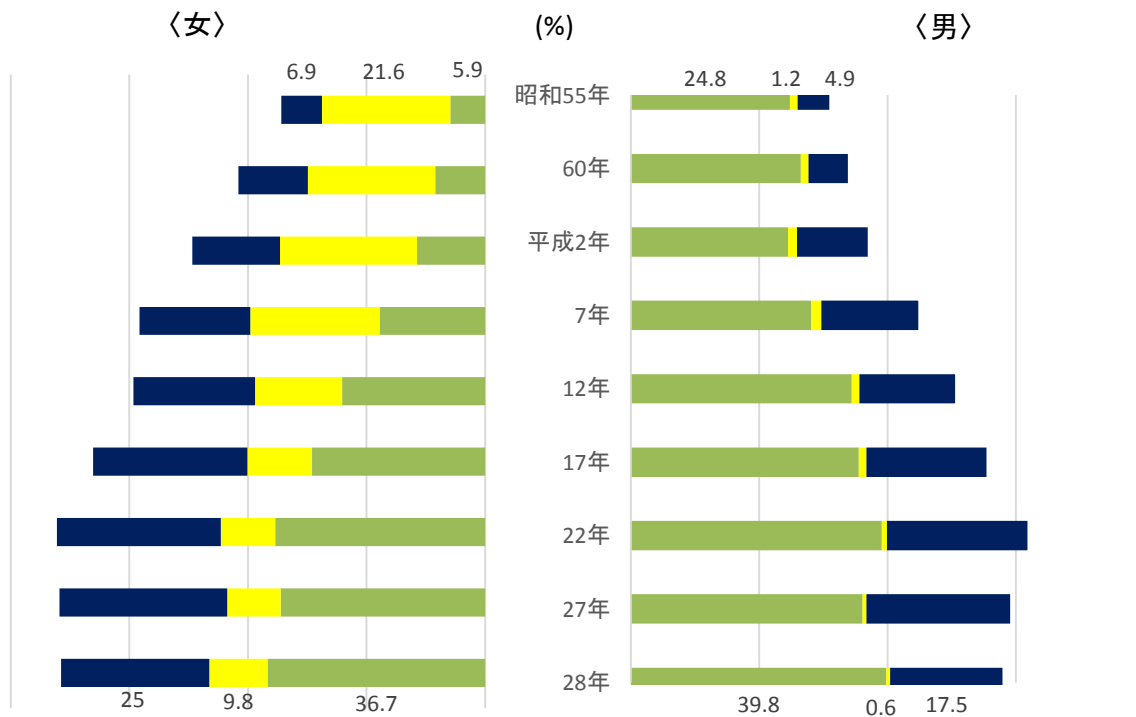 〈女〉 (%) 〈男〉
6.9 21.6 5.9 昭和55年 24.8 1.2 4.9
60年
平成2年
7年
12年
17年
22年
27年
28年
25 9.8 36.7 39.8 0.6 17.5